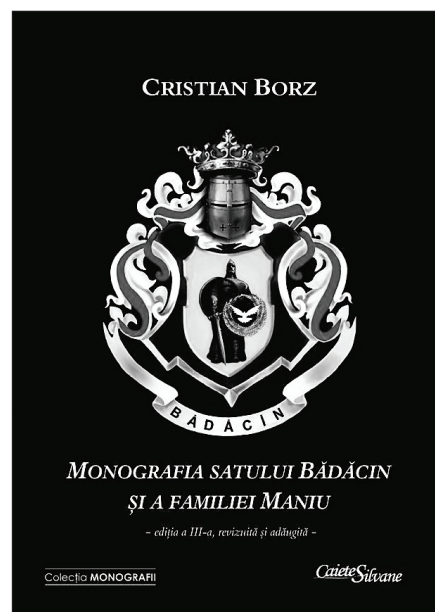 CRISTIAN BORZ
BĂDĂCIN
MONOGRAFIA SATULUI BĂDĂCIN
ȘI A FAMILIEI MANIU
– ediția a III-a, revizuită și adăugită –
Colecția MONOGRAFII
Caiete Silvane